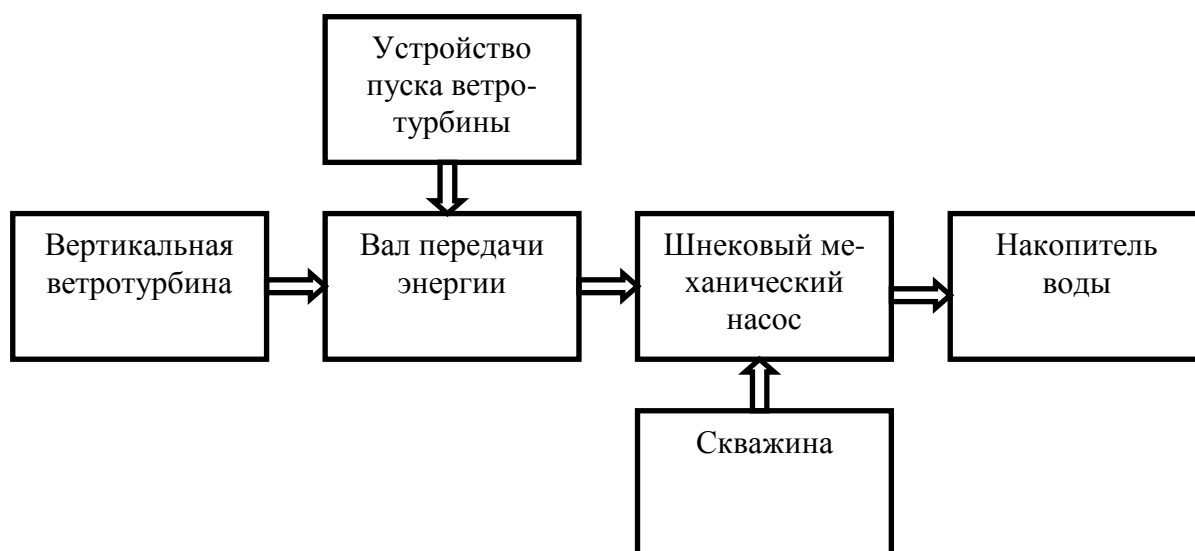 Устройство
пуска ветро-
турбины
Вертикальная
ветротурбина
Вал передачи
энергии
Шнековый ме-
ханический
насос
Накопитель
воды
Скважина